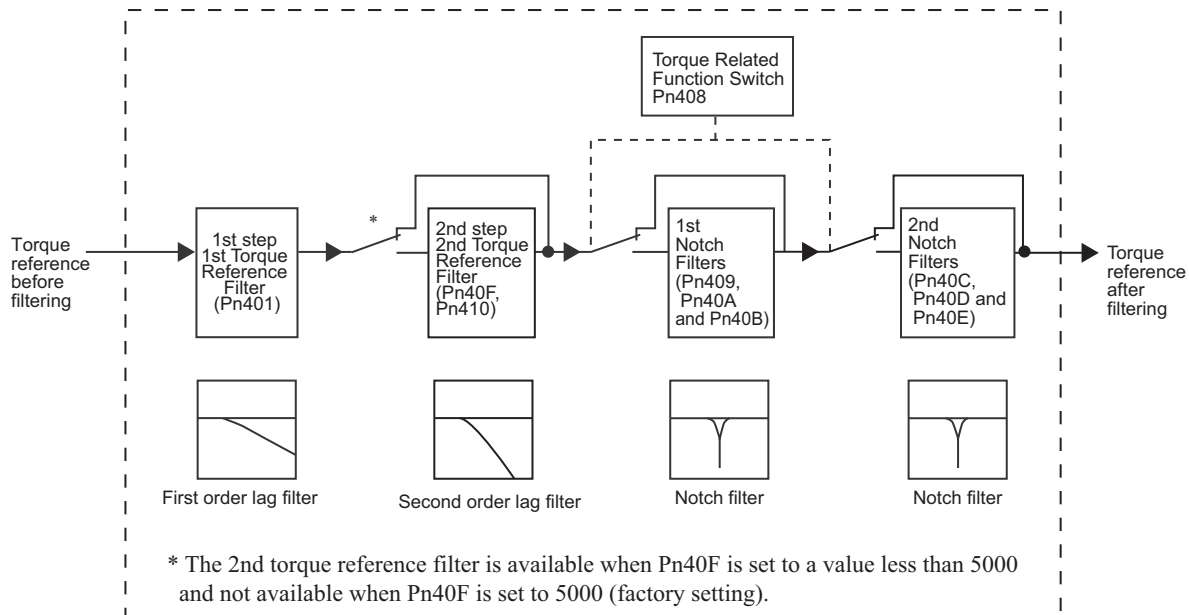 Torque Related
Function Switch
Pn408
Torque
reference
before
filtering
1st step
1st Torque
Reference
Filter
(Pn401)
*
2nd step
2nd Torque
Reference
Filter
(Pn40F,
Pn410)
1st
Notch
Filters
(Pn409,
Pn40A
and Pn40B)
2nd
Notch
Filters
(Pn40C,
Pn40D and
Pn40E)
Torque
reference
after
filtering
First order lag filter
Second order lag filter
Notch filter
Notch filter
* The 2nd torque reference filter is available when Pn40F is set to a value less than 5000
and not available when Pn40F is set to 5000 (factory setting).